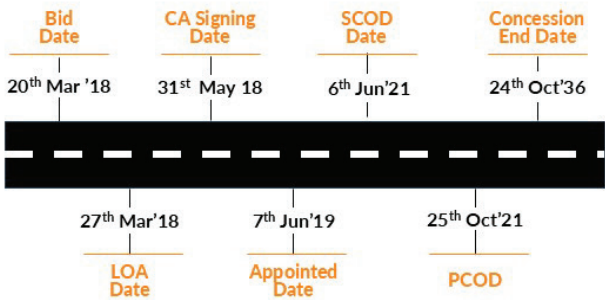 Bid
Date
CA Signing
Date
SCOD
Date
Concession
End Date
20th Mar '18
31st May 18
6th Jun'21
24th Oct'36
27th Mar'18
7th Jun'19
25th Oct'21
LOA
Date
Appointed
Date
PCOD